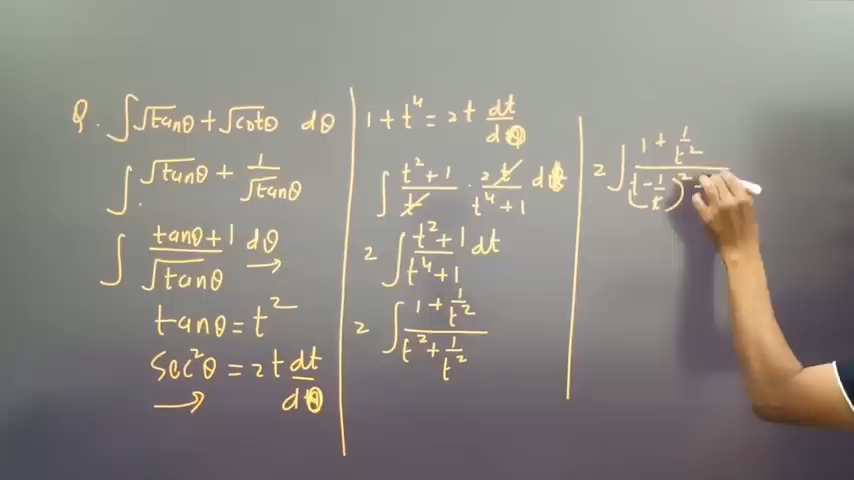 Q. ∫ √tanθ + √cotθ dθ
∫ √tanθ + 1/√tanθ
∫ (tanθ + 1)/√tanθ dθ
tanθ = t²
sec²θ = 2t dt/dθ
1 + t⁴ = 2t dt/dθ
∫ (t² + 1)/t · 2t/(t⁴ + 1) dt
2 ∫ (t² + 1)/(t⁴ + 1) dt
2 ∫ (1 + 1/t²)/(t² + 1/t²)
2 ∫ (1 + 1/t²)/(t - 1/t)²